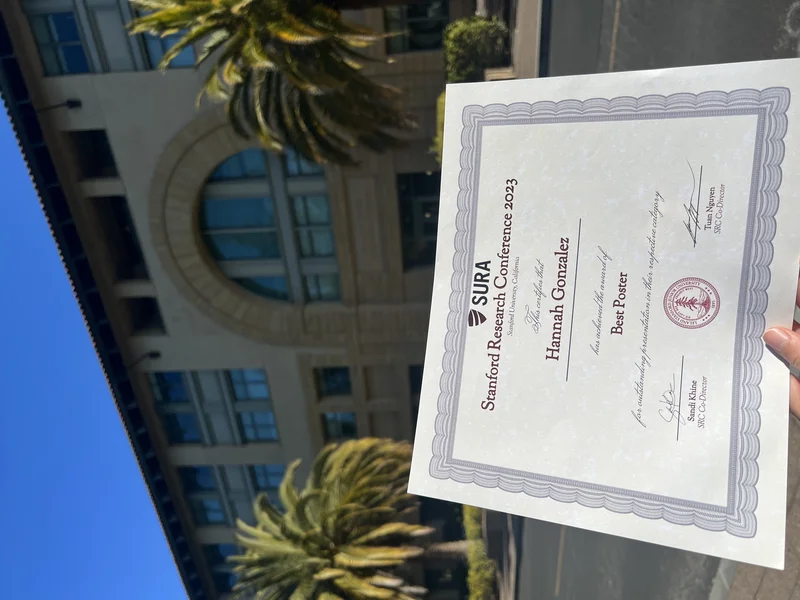 SURA
Stanford Research Conference 2023
Stanford University, California
This certifies that
Hannah Gonzalez
has achieved the award of
Best Poster
for outstanding presentation in their respective category
Sandi Khine
SRC Co-Director
Tuan Nguyen
SRC Co-Director